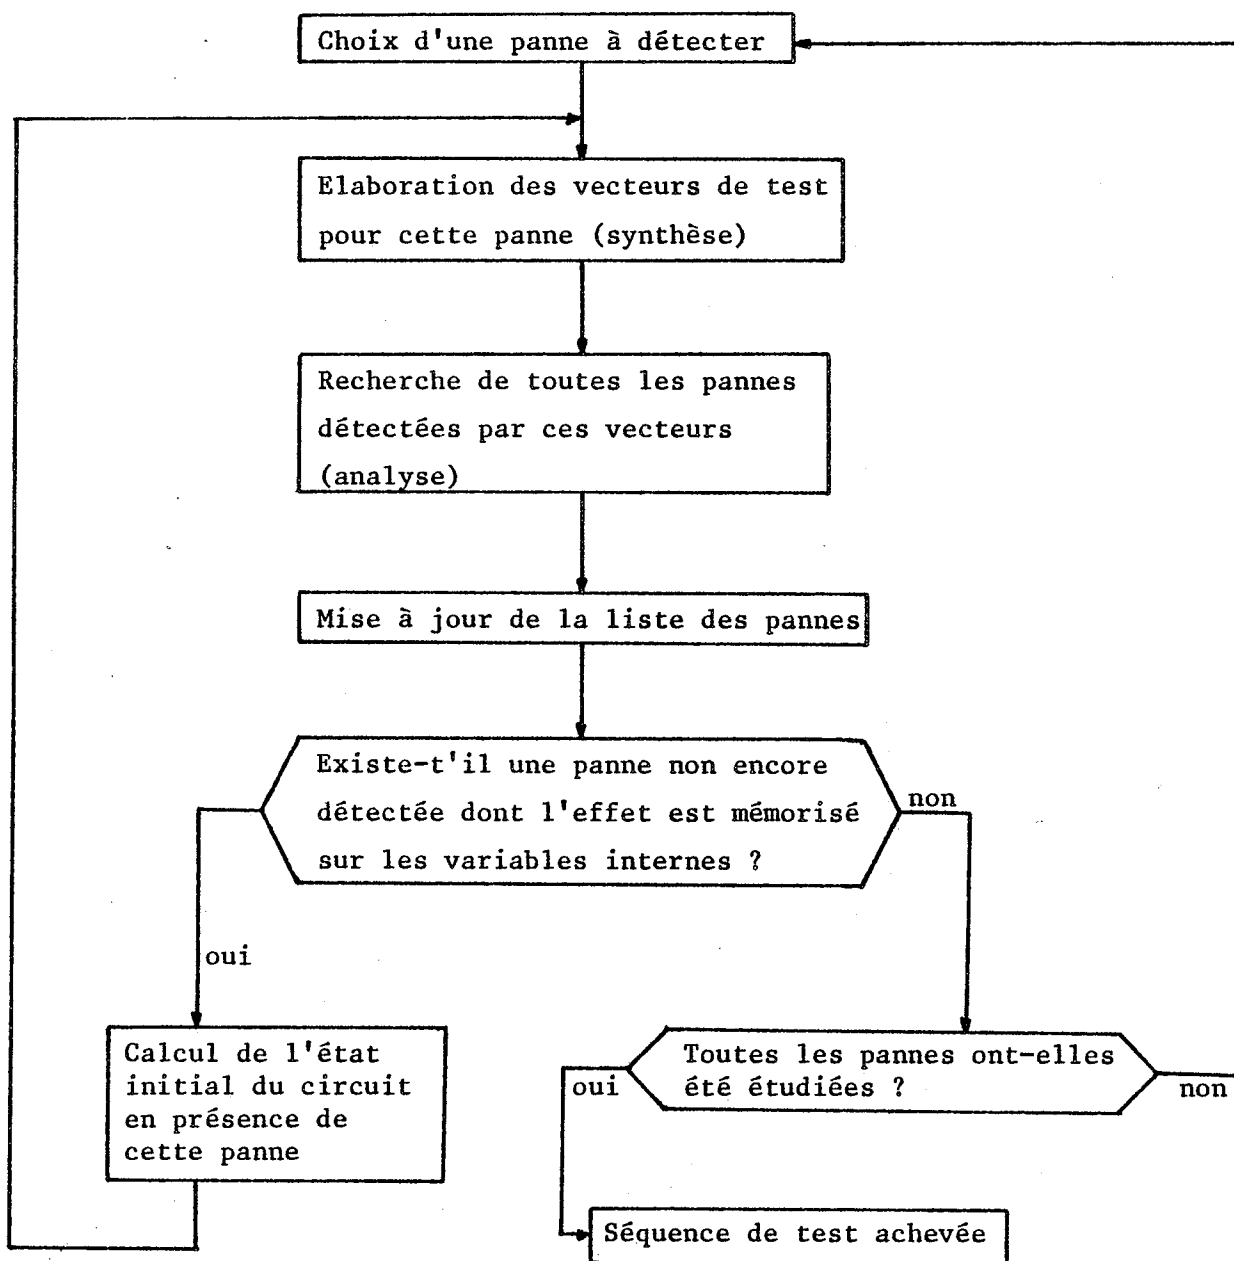 Choix d'une panne à détecter
Elaboration des vecteurs de test
pour cette panne (synthèse)
Recherche de toutes les pannes
détectées par ces vecteurs
(analyse)
Mise à jour de la liste des pannes
Existe-t'il une panne non encore
détectée dont l'effet est mémorisé
sur les variables internes ?
non
oui
Calcul de l'état
initial du circuit
en présence de
cette panne
Toutes les pannes ont-elles
été étudiées ?
oui
non
Séquence de test achevée